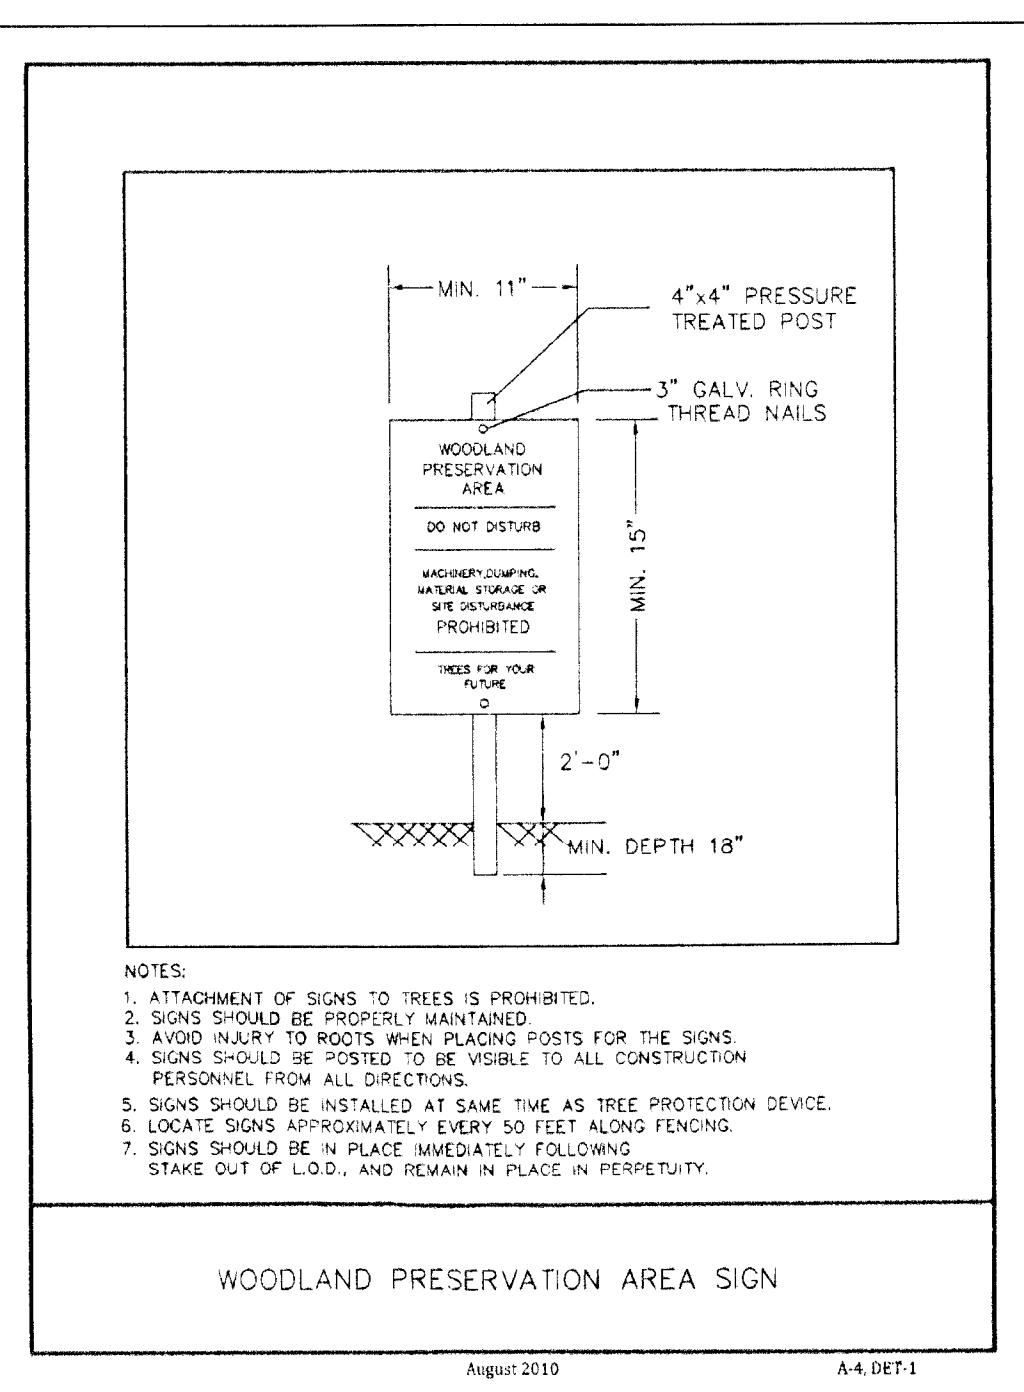 MIN. 11"
4"x4" PRESSURE
TREATED POST
3" GALV. RING
THREAD NAILS
WOODLAND
PRESERVATION
AREA
DO NOT DISTURB
MACHINERY,DUMPING,
MATERIAL STORAGE OR
SITE DISTURBANCE
PROHIBITED
TREES FOR YOUR
FUTURE
MIN. 15"
2'-0"
MIN. DEPTH 18"
NOTES:
1. ATTACHMENT OF SIGNS TO TREES IS PROHIBITED.
2. SIGNS SHOULD BE PROPERLY MAINTAINED.
3. AVOID INJURY TO ROOTS WHEN PLACING POSTS FOR THE SIGNS.
4. SIGNS SHOULD BE POSTED TO BE VISIBLE TO ALL CONSTRUCTION
PERSONNEL FROM ALL DIRECTIONS.
5. SIGNS SHOULD BE INSTALLED AT SAME TIME AS TREE PROTECTION DEVICE.
6. LOCATE SIGNS APPROXIMATELY EVERY 50 FEET ALONG FENCING.
7. SIGNS SHOULD BE IN PLACE IMMEDIATELY FOLLOWING
STAKE OUT OF L.O.D., AND REMAIN IN PLACE IN PERPETUITY.
WOODLAND PRESERVATION AREA SIGN
August 2010
A-4, DET-1